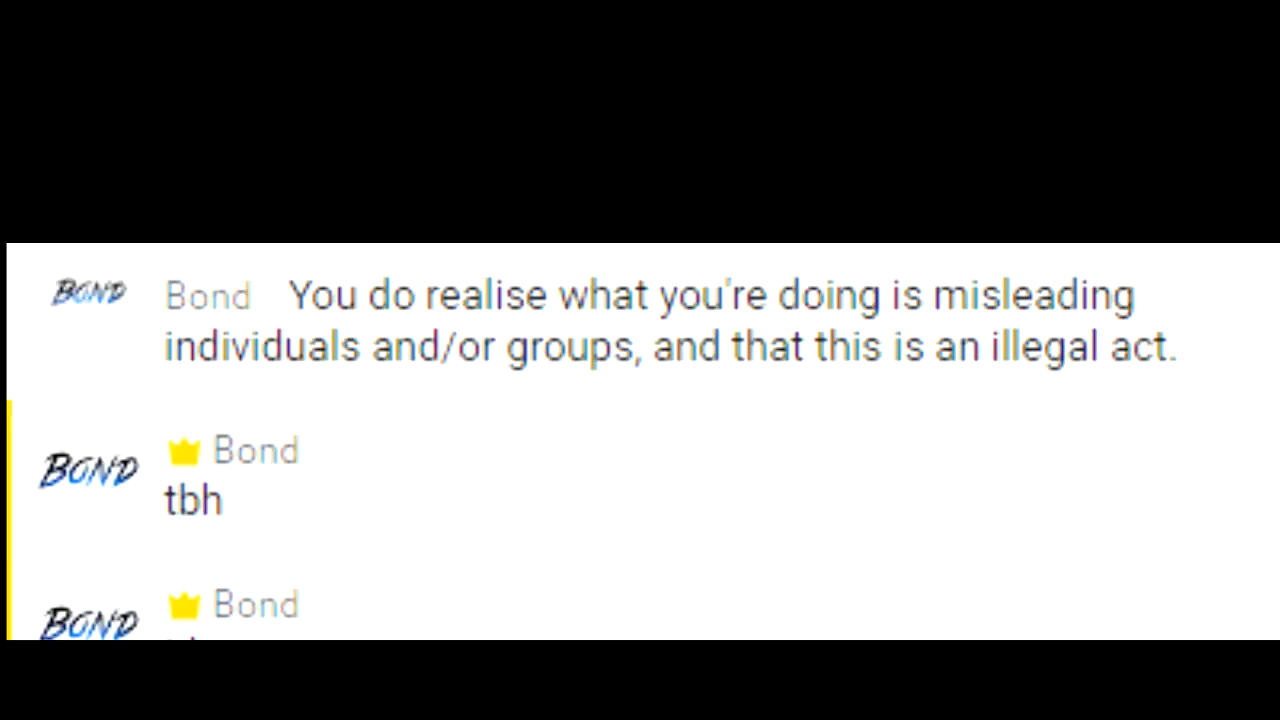 BOND Bond You do realise what you're doing is misleading
individuals and/or groups, and that this is an illegal act.
Bond
BOND
tbh
Bond
BOND